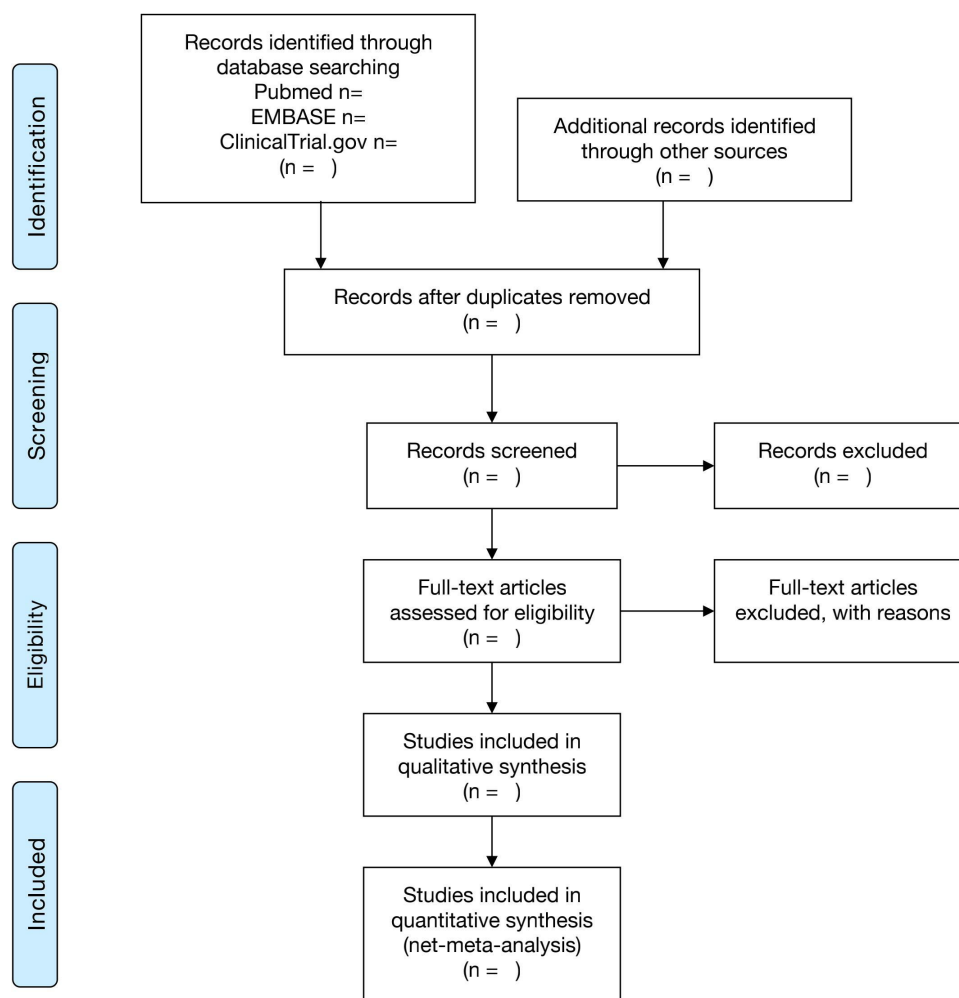 Identification
Records identified through
database searching
Pubmed n=
EMBASE n=
ClinicalTrial.gov n=
(n =   )
Additional records identified
through other sources
(n =   )
Screening
Records after duplicates removed
(n =   )
Records screened
(n =   )
Records excluded
(n =   )
Eligibility
Full-text articles
assessed for eligibility
(n =   )
Full-text articles
excluded, with reasons
Studies included in
qualitative synthesis
(n =   )
Included
Studies included in
quantitative synthesis
(net-meta-analysis)
(n =   )